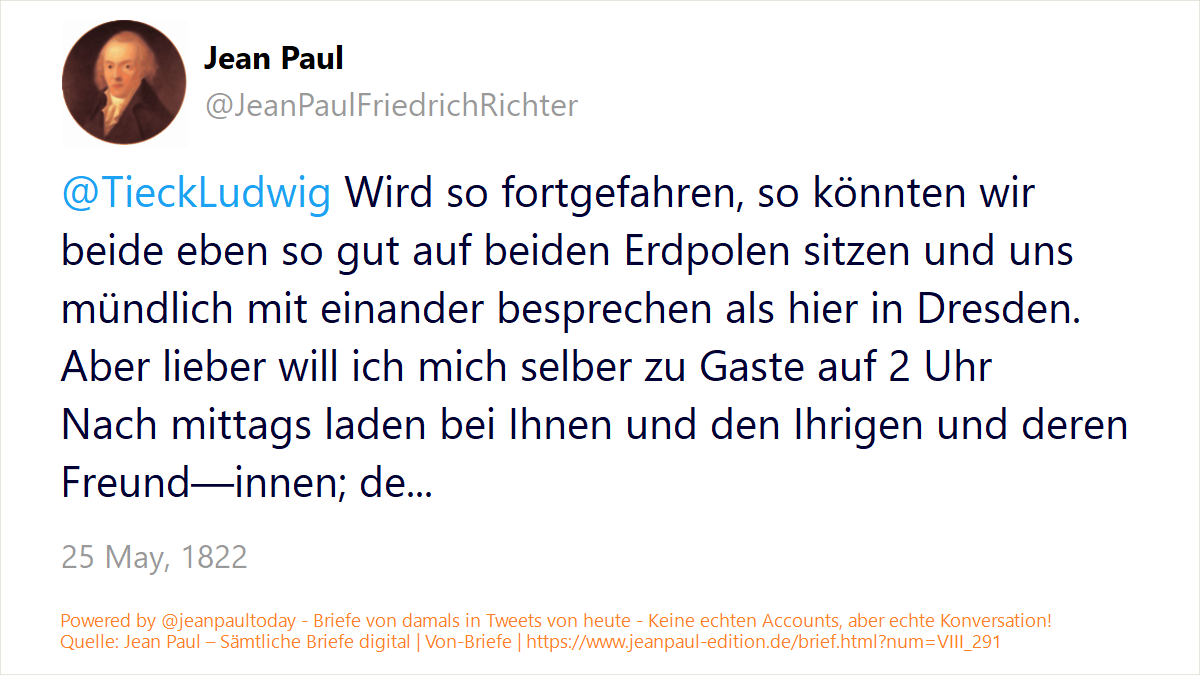 Jean Paul
@JeanPaulFriedrichRichter
@TieckLudwig Wird so fortgefahren, so könnten wir
beide eben so gut auf beiden Erdpolen sitzen und uns
mündlich mit einander besprechen als hier in Dresden.
Aber lieber will ich mich selber zu Gaste auf 2 Uhr
Nach mittags laden bei Ihnen und den Ihrigen und deren
Freund—innen; de...
25 May, 1822
Powered by @jeanpaultoday - Briefe von damals in Tweets von heute - Keine echten Accounts, aber echte Konversation!
Quelle: Jean Paul – Sämtliche Briefe digital | Von-Briefe | https://www.jeanpaul-edition.de/brief.html?num=VIII_291